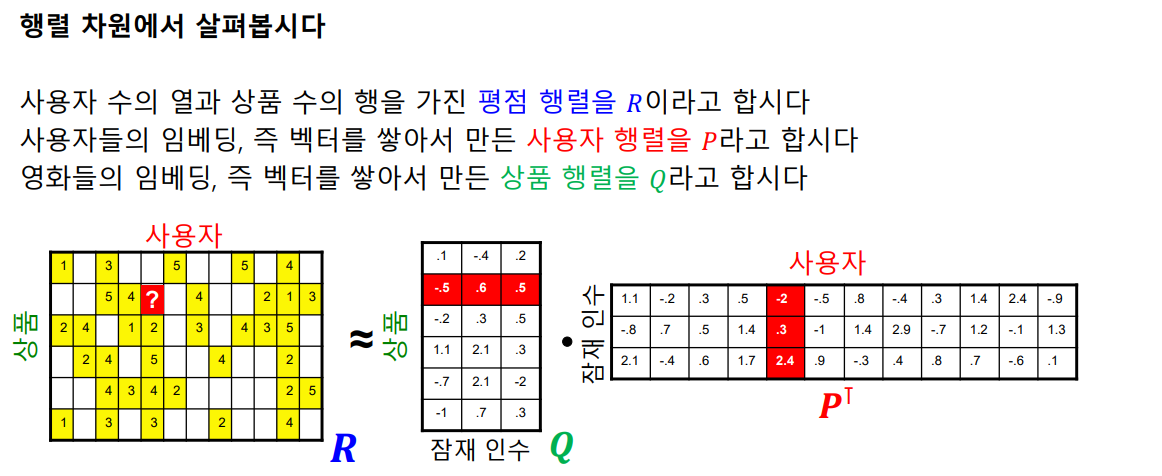 행렬 차원에서 살펴봅시다
사용자 수의 열과 상품 수의 행을 가진 평점 행렬을 R이라고 합시다
사용자들의 임베딩, 즉 벡터를 쌓아서 만든 사용자 행렬을 P라고 합시다
영화들의 임베딩, 즉 벡터를 쌓아서 만든 상품 행렬을 Q라고 합시다
사용자
상품
1 3 5 5 4
5 4 ? 4 2 1 3
2 4 1 2 3 4 3 5
2 4 5 4 2
4 3 4 2 2 5
1 3 3 2 4
R
≈
상품
.1 -.4 .2
-.5 .6 .5
-.2 .3 .5
1.1 2.1 .3
-.7 2.1 -2
-1 .7 .3
잠재 인수 Q
•
사용자
잠재 인수
1.1 -.2 .3 .5 -2 -.5 .8 -.4 .3 1.4 2.4 -.9
-.8 .7 .5 1.4 .3 -1 1.4 2.9 -.7 1.2 -.1 1.3
2.1 -.4 .6 1.7 2.4 .9 -.3 .4 .8 .7 -.6 .1
P⊺